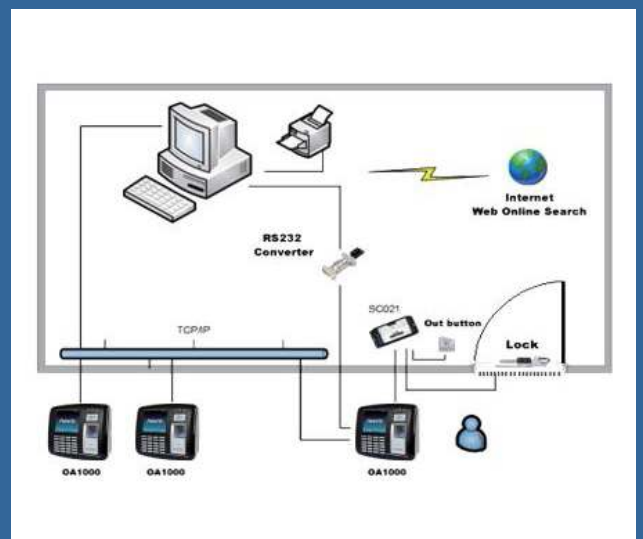 Internet
Web Online Search
RS232
Converter
SC021
Out button
TCP/IP
Lock
OA1000
OA1000
OA1000